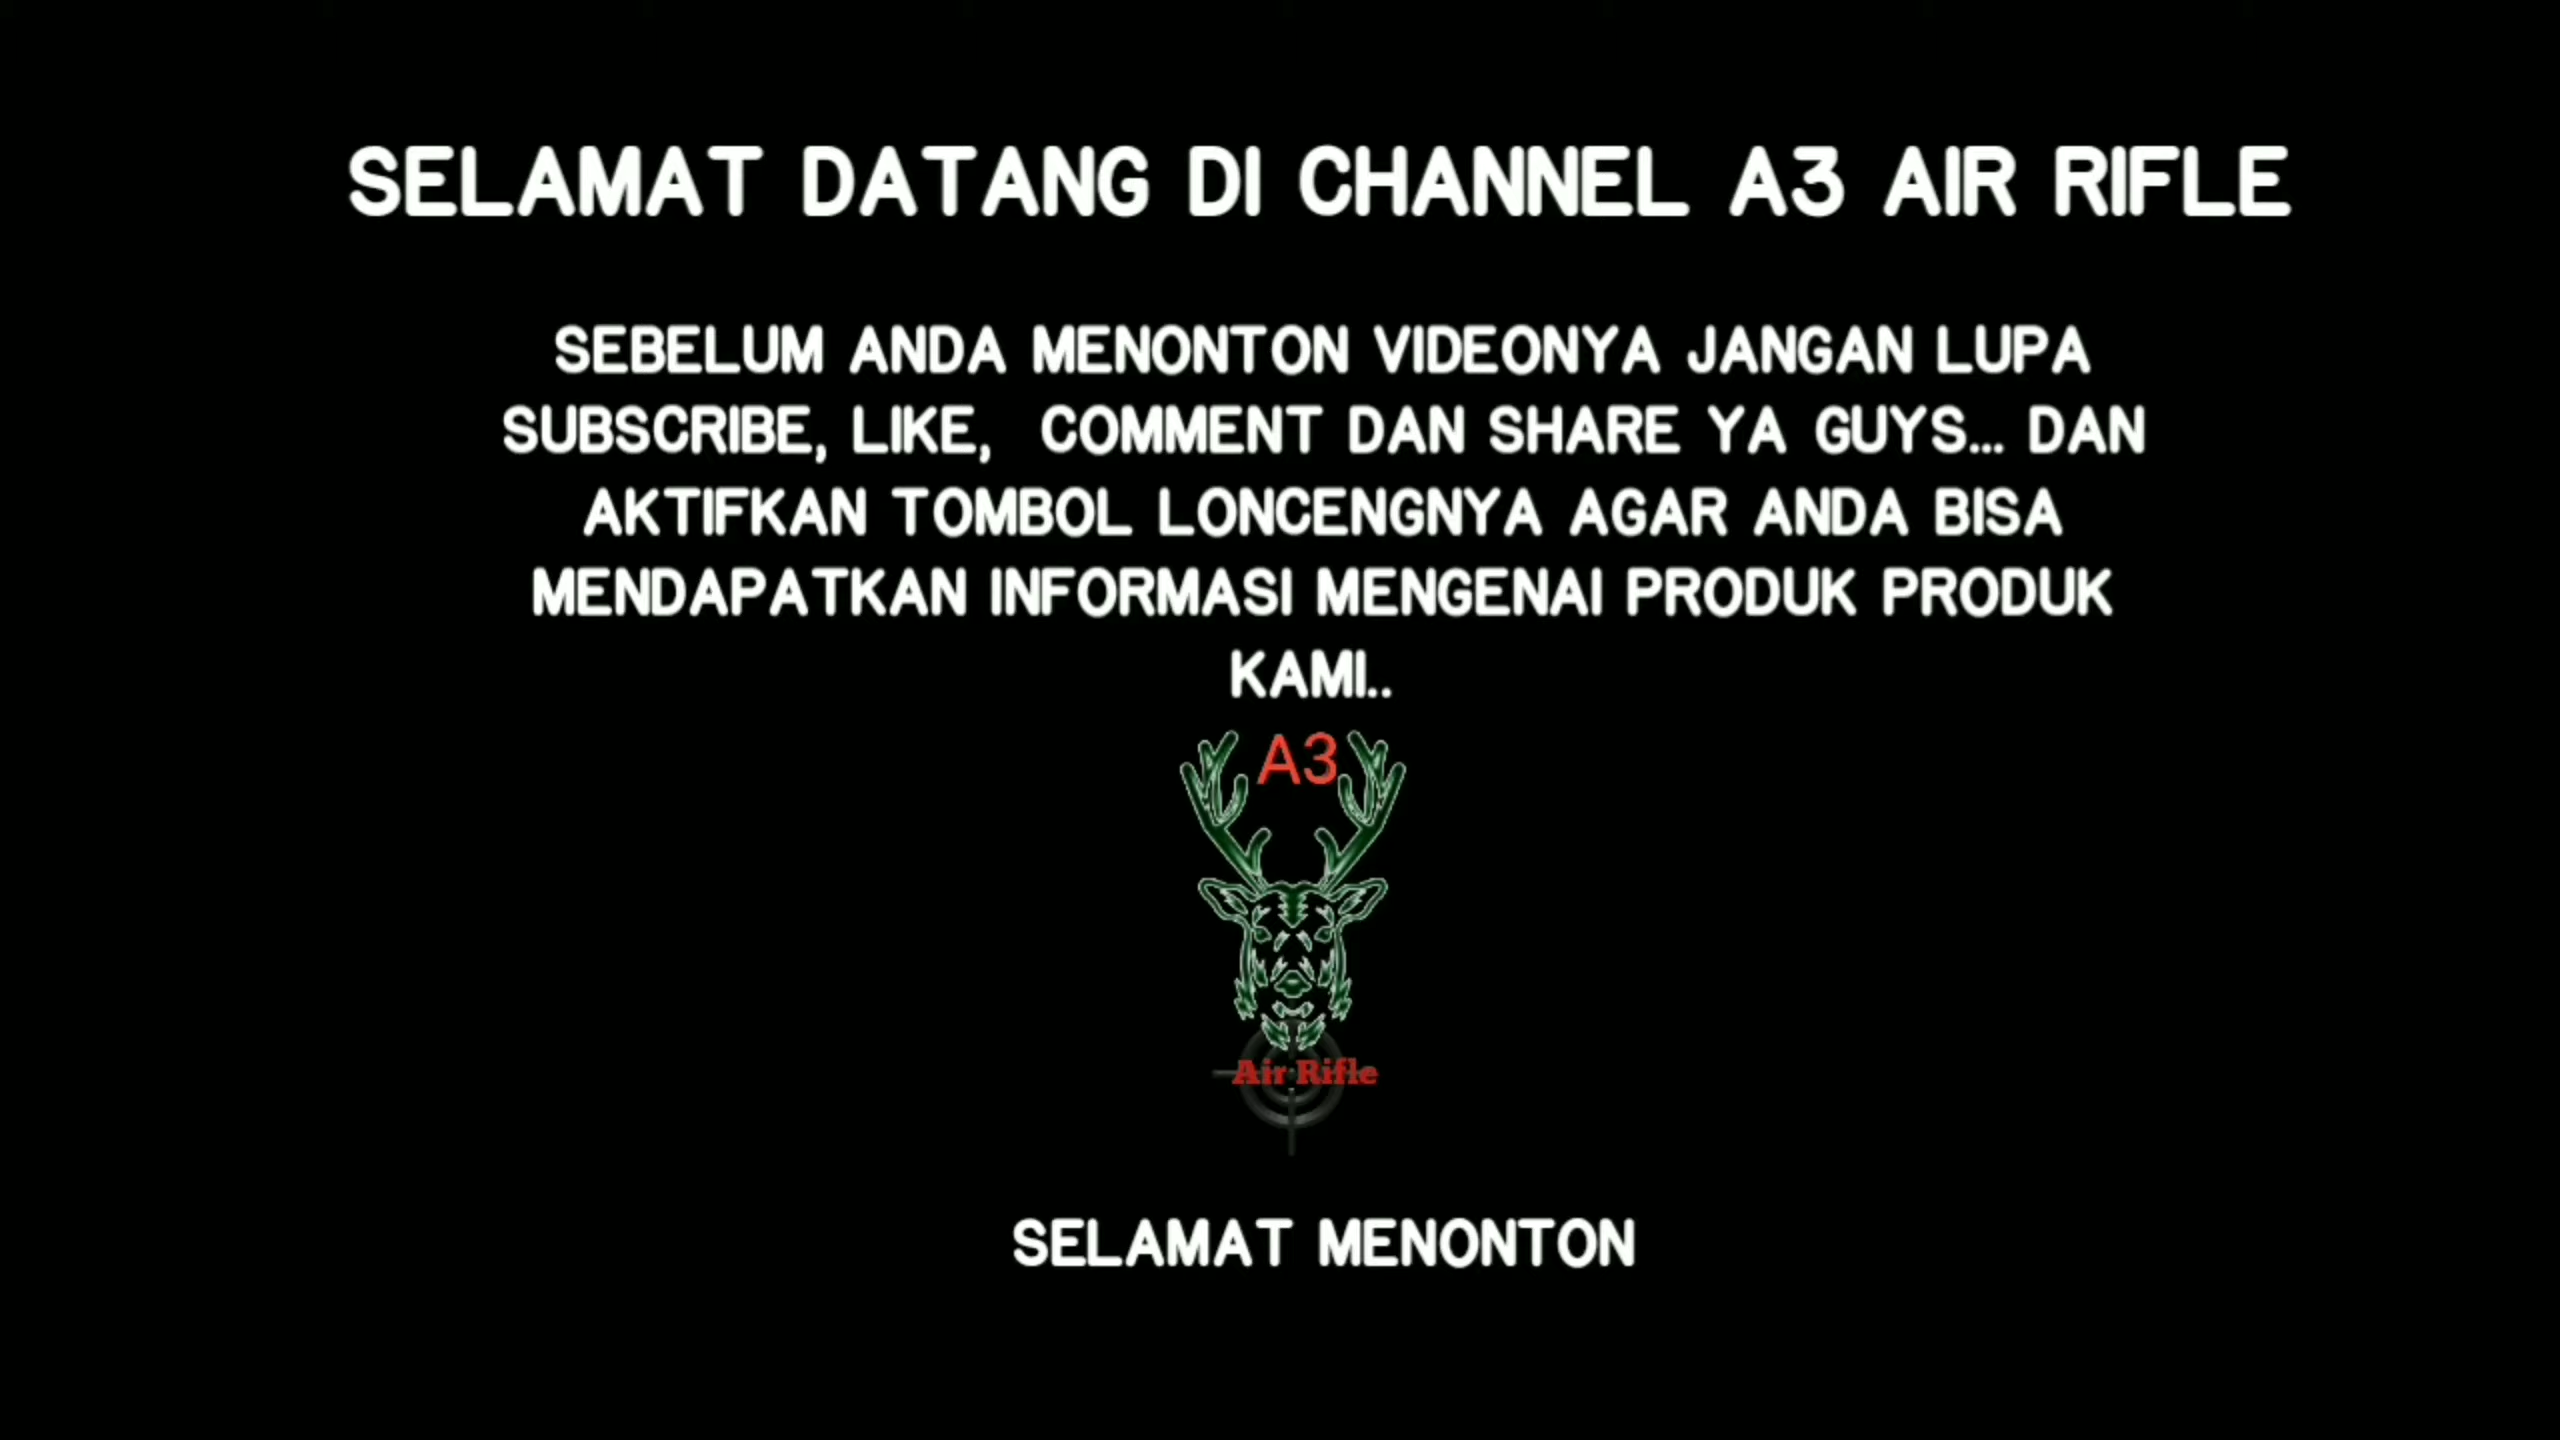 SELAMAT DATANG DI CHANNEL A3 AIR RIFLE
SEBELUM ANDA MENONTON VIDEONYA JANGAN LUPA
SUBSCRIBE, LIKE,  COMMENT DAN SHARE YA GUYS... DAN
AKTIFKAN TOMBOL LONCENGNYA AGAR ANDA BISA
MENDAPATKAN INFORMASI MENGENAI PRODUK PRODUK
KAMI..
A3
Air Rifle
SELAMAT MENONTON